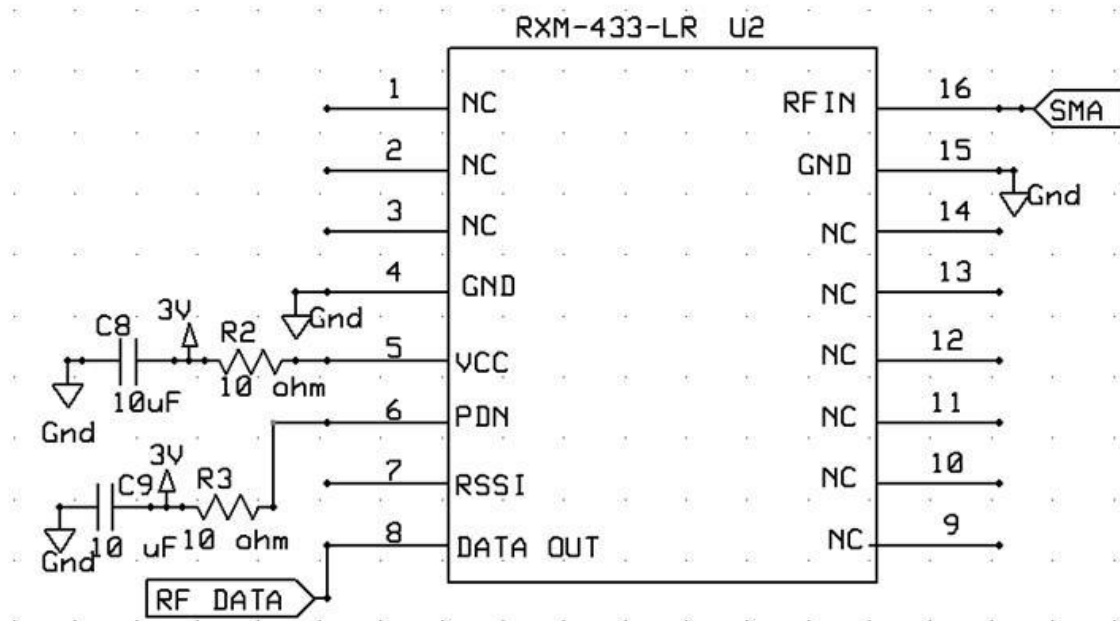 RXM-433-LR U2
1 NC RFIN 16 SMA
2 NC GND 15 Gnd
3 NC NC 14
4 GND NC 13
Gnd
C8 3V R2
5 VCC NC 12
10uF 10 ohm
Gnd
6 PDN NC 11
3V
C9 R3
7 RSSI NC 10
Gnd 10 uF 10 ohm
8 DATA OUT NC 9
RF DATA